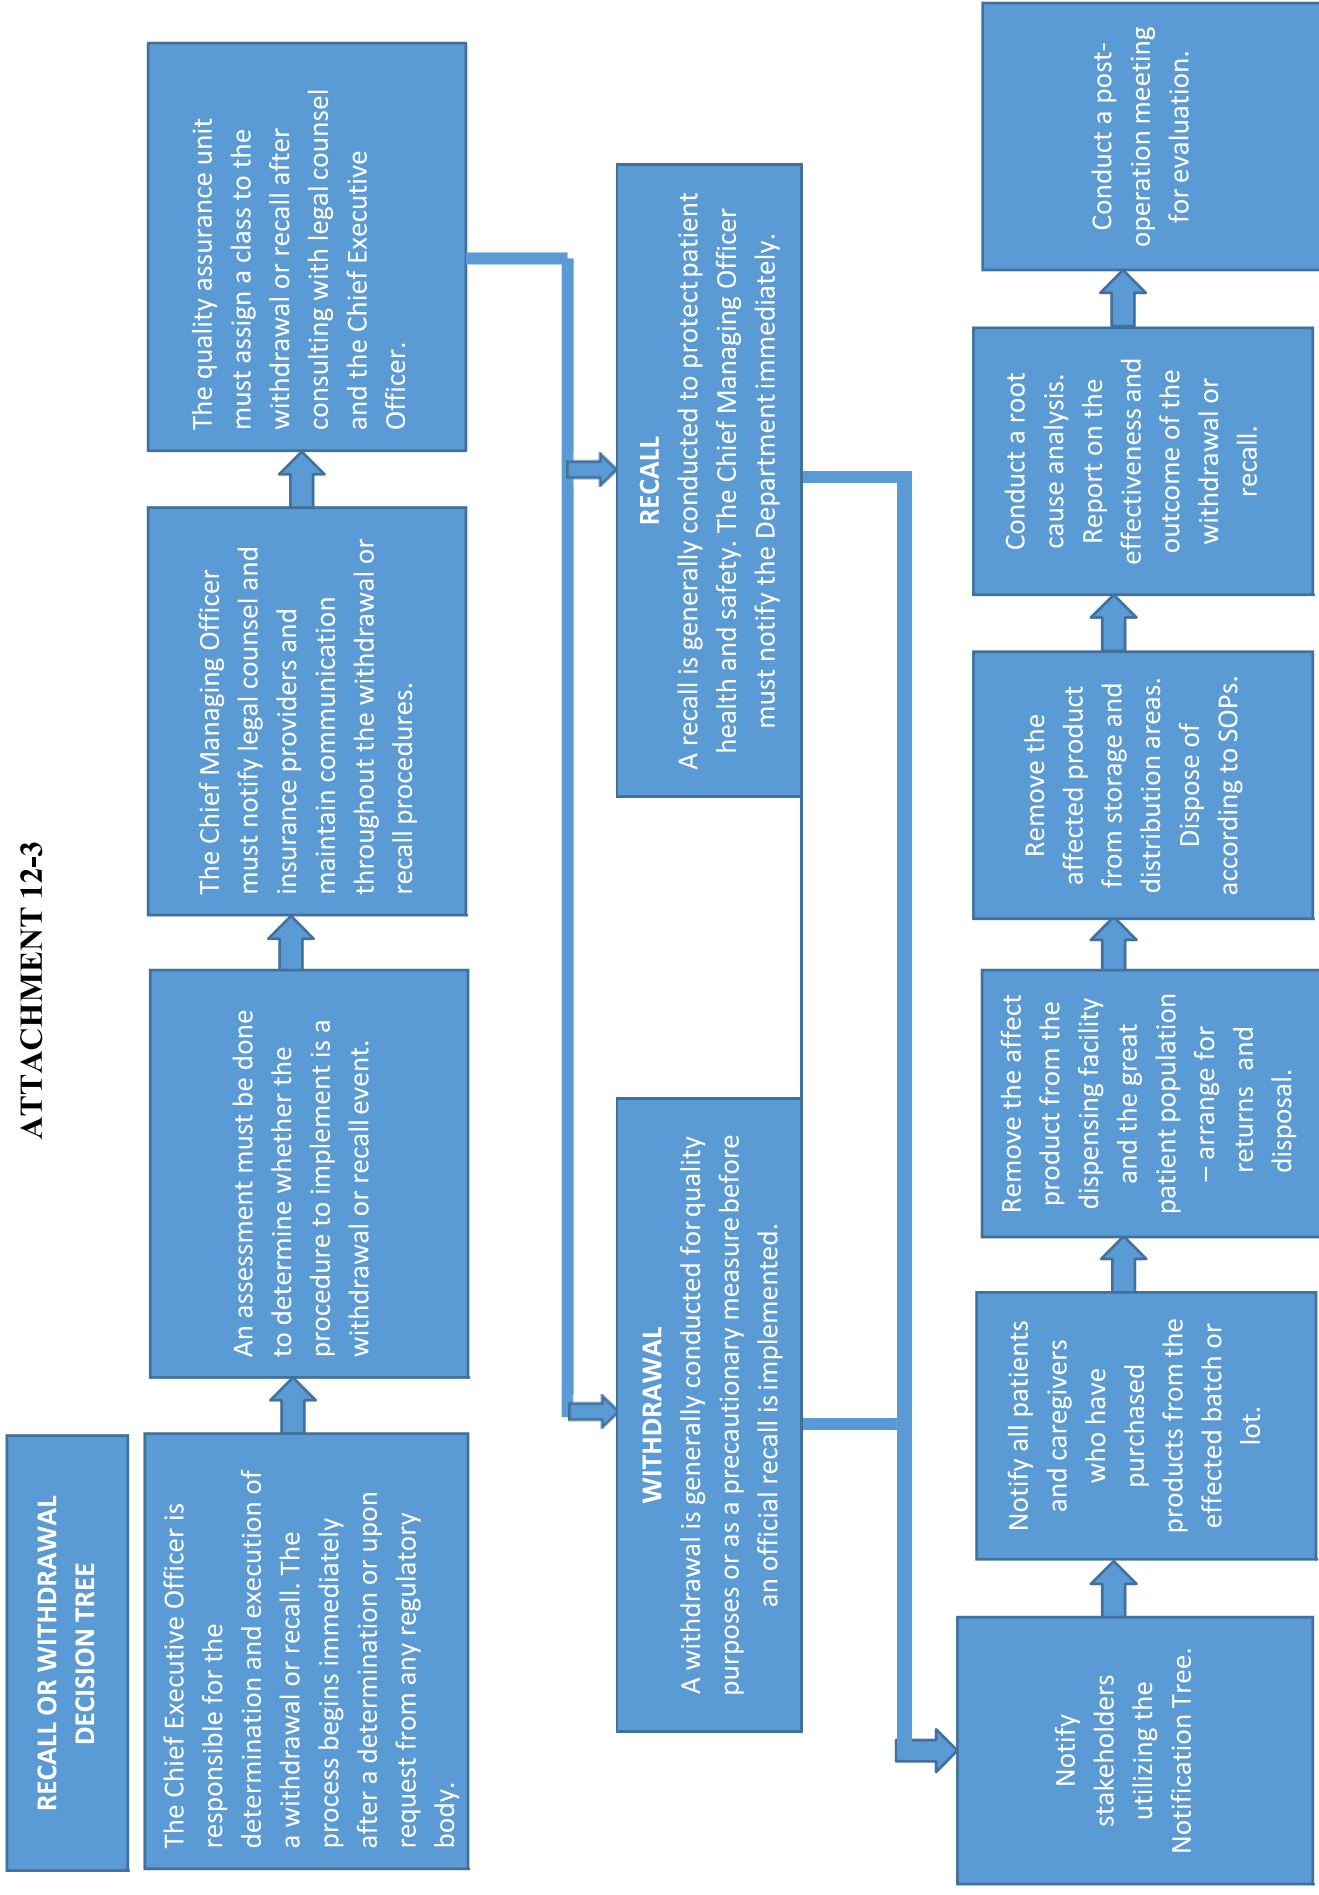 ATTACHMENT 12-3
RECALL OR WITHDRAWAL
DECISION TREE
The Chief Executive Officer is
responsible for the
determination and execution of
a withdrawal or recall. The
process begins immediately
after a determination or upon
request from any regulatory
body.
An assessment must be done
to determine whether the
procedure to implement is a
withdrawal or recall event.
The Chief Managing Officer
must notify legal counsel and
insurance providers and
maintain communication
throughout the withdrawal or
recall procedures.
The quality assurance unit
must assign a class to the
withdrawal or recall after
consulting with legal counsel
and the Chief Executive
Officer.
WITHDRAWAL
A withdrawal is generally conducted for quality
purposes or as a precautionary measure before
an official recall is implemented.
RECALL
A recall is generally conducted to protect patient
health and safety. The Chief Managing Officer
must notify the Department immediately.
Notify
stakeholders
utilizing the
Notification Tree.
Notify all patients
and caregivers
who have
purchased
products from the
effected batch or
lot.
Remove the affect
product from the
dispensing facility
and the great
patient population
– arrange for
returns and
disposal.
Remove the
affected product
from storage and
distribution areas.
Dispose of
according to SOPs.
Conduct a root
cause analysis.
Report on the
effectiveness and
outcome of the
withdrawal or
recall.
Conduct a post-
operation meeting
for evaluation.